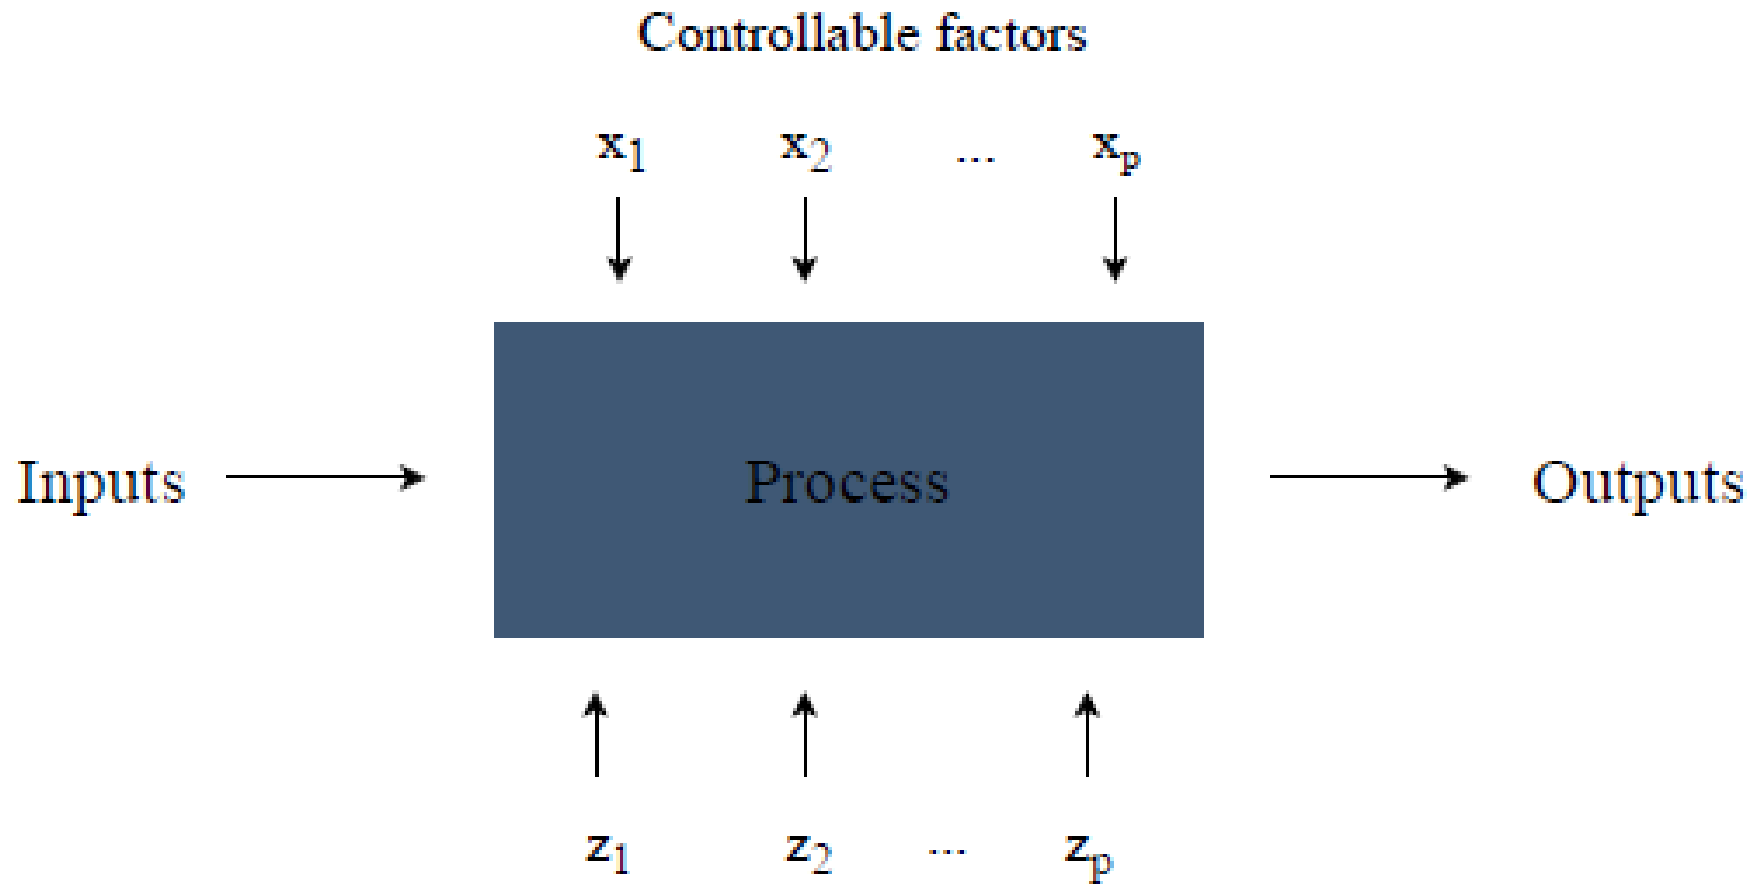 Controllable factors
x₁ x₂ ... xₚ
Inputs Process Outputs
z₁ z₂ ... zₚ